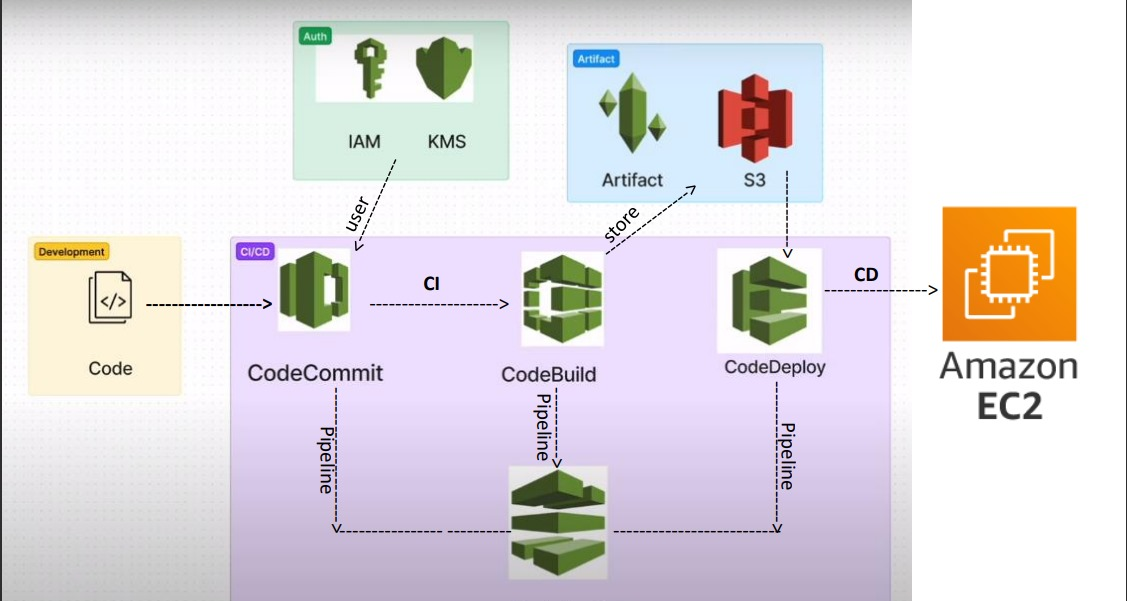 Auth
IAM
KMS
Artifact
Artifact
S3
user
store
Development
</>
Code
CI/CD
CI
CD
CodeCommit
CodeBuild
CodeDeploy
Pipeline
Pipeline
Pipeline
Amazon
EC2